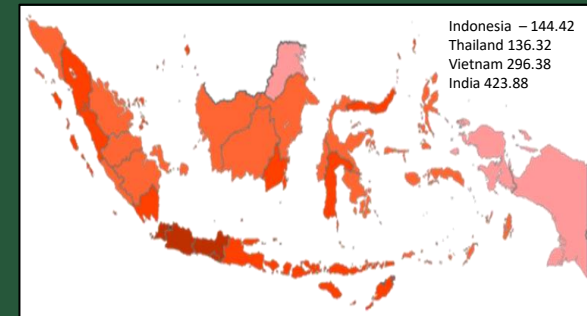 Indonesia – 144.42
Thailand 136.32
Vietnam 296.38
India 423.88